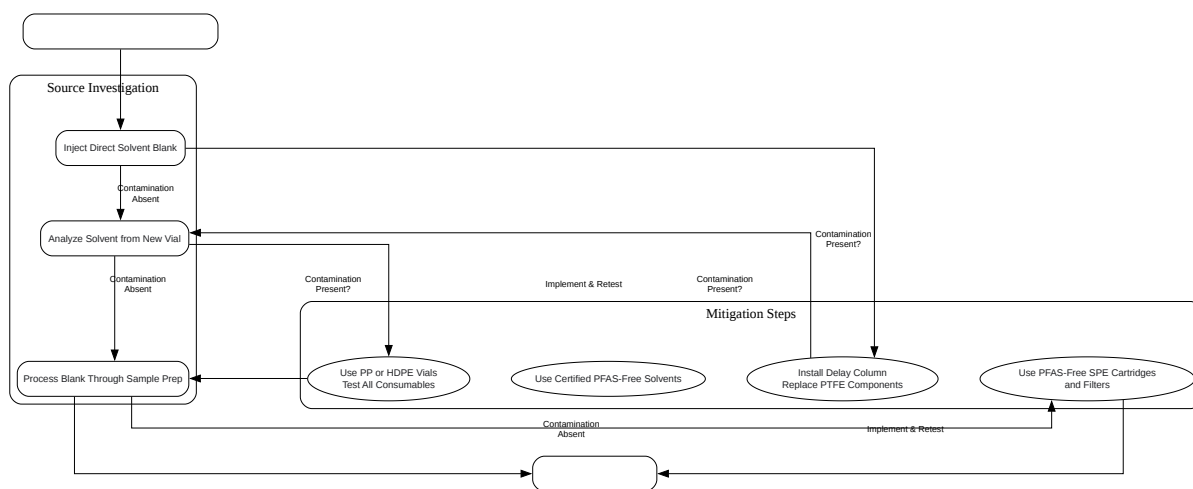 Source Investigation
Inject Direct Solvent Blank
Contamination
Absent
Analyze Solvent from New Vial
Contamination
Present?
Contamination
Absent
Contamination
Present?
Implement & Retest
Contamination
Present?
Mitigation Steps
Process Blank Through Sample Prep
Use PP or HDPE Vials
Test All Consumables
Use Certified PFAS-Free Solvents
Install Delay Column
Replace PTFE Components
Use PFAS-Free SPE Cartridges
and Filters
Contamination
Absent
Implement & Retest